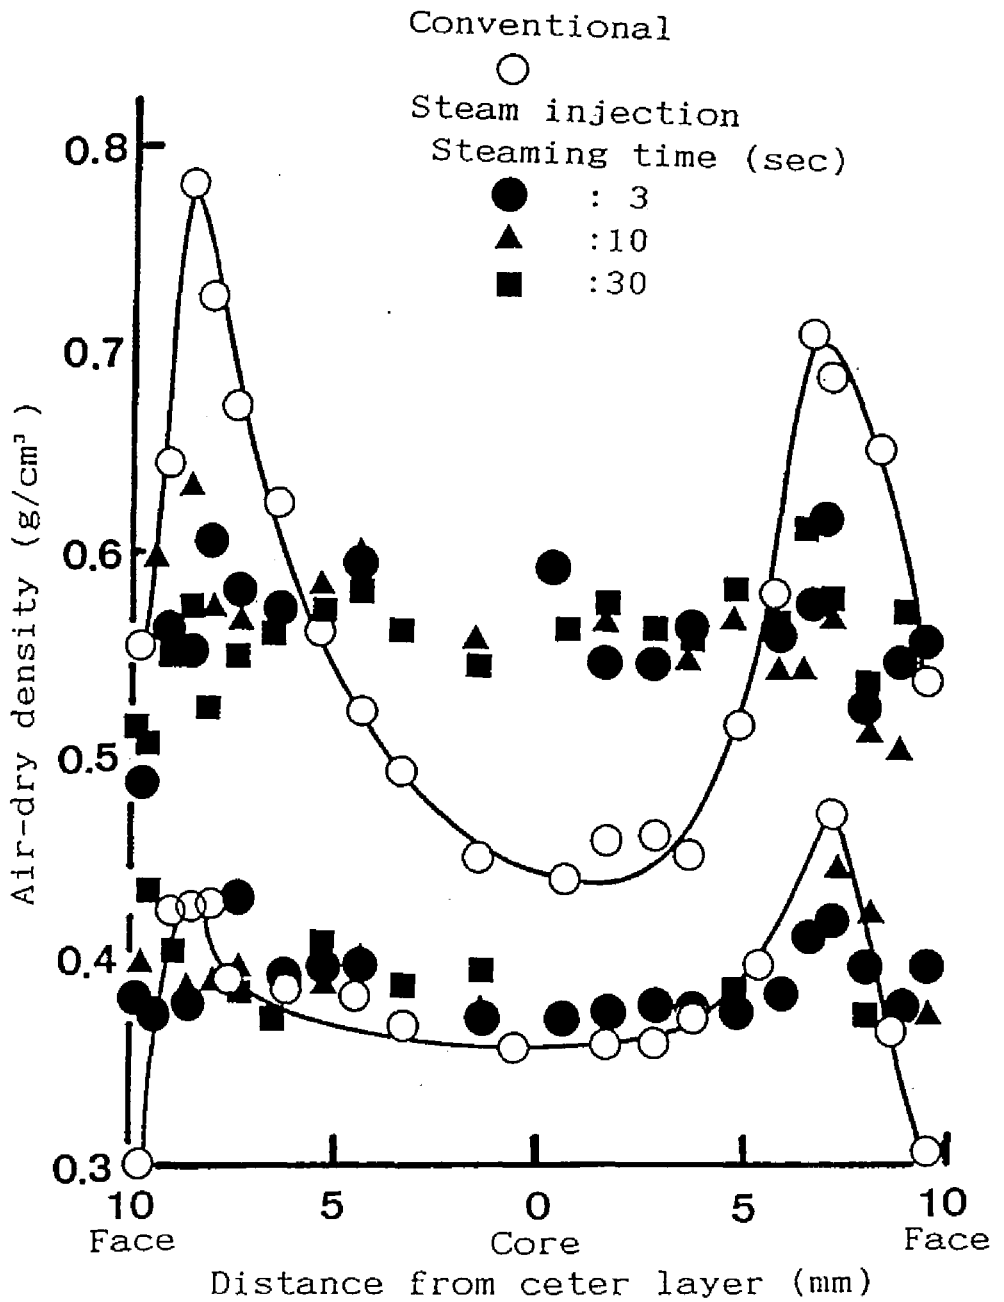 Conventional
Steam injection
Steaming time (sec)
: 3
:10
:30
0.8
0.7
0.6
0.5
0.4
0.3
Air-dry density (g/cm³)
10 5 0 5 10
Face Core Face
Distance from ceter layer (mm)